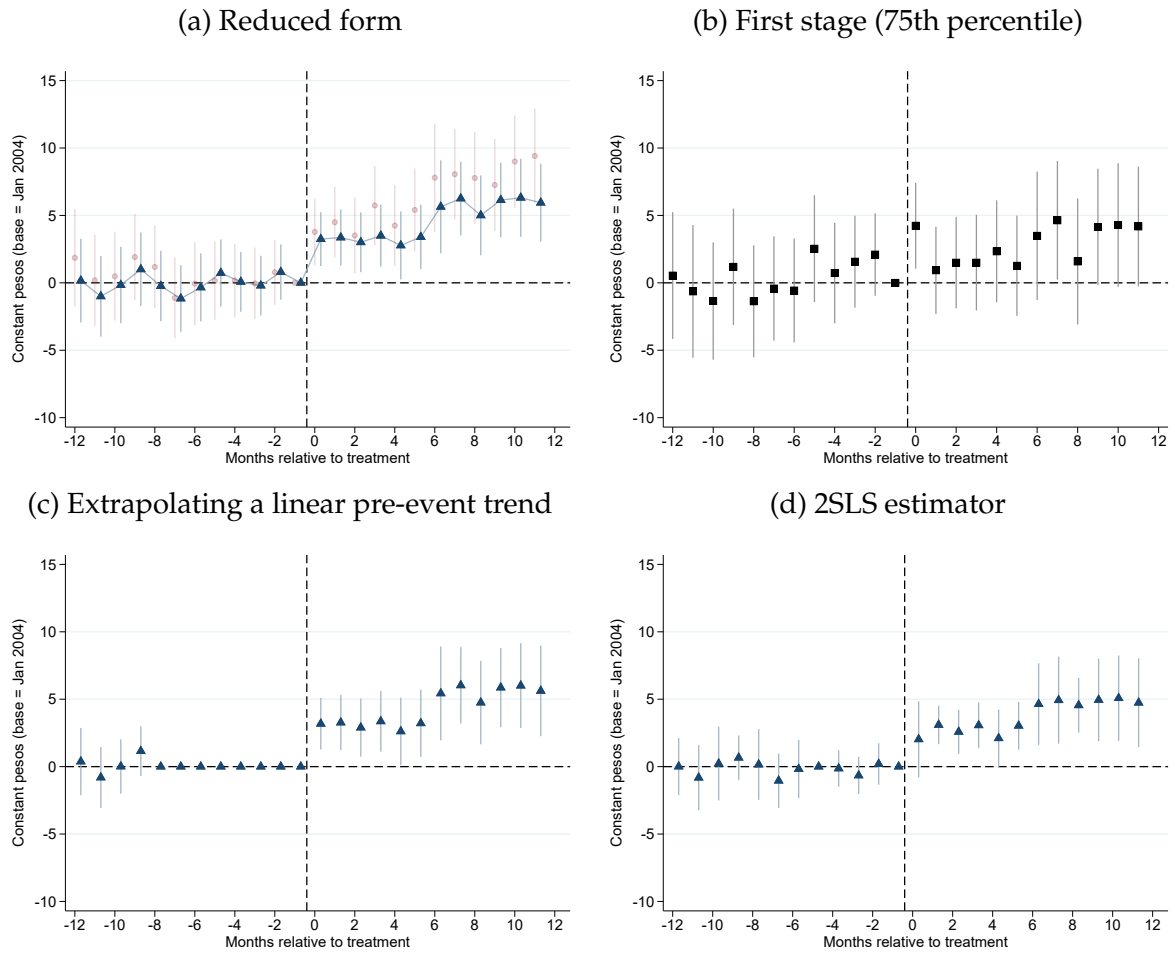 (a) Reduced form
15
10
5
0
-5
-10
Constant pesos (base = Jan 2004)
-12 -10 -8 -6 -4 -2 0 2 4 6 8 10 12
Months relative to treatment
(b) First stage (75th percentile)
15
10
5
0
-5
-10
Constant pesos (base = Jan 2004)
-12 -10 -8 -6 -4 -2 0 2 4 6 8 10 12
Months relative to treatment
(c) Extrapolating a linear pre-event trend
15
10
5
0
-5
-10
Constant pesos (base = Jan 2004)
-12 -10 -8 -6 -4 -2 0 2 4 6 8 10 12
Months relative to treatment
(d) 2SLS estimator
15
10
5
0
-5
-10
Constant pesos (base = Jan 2004)
-12 -10 -8 -6 -4 -2 0 2 4 6 8 10 12
Months relative to treatment